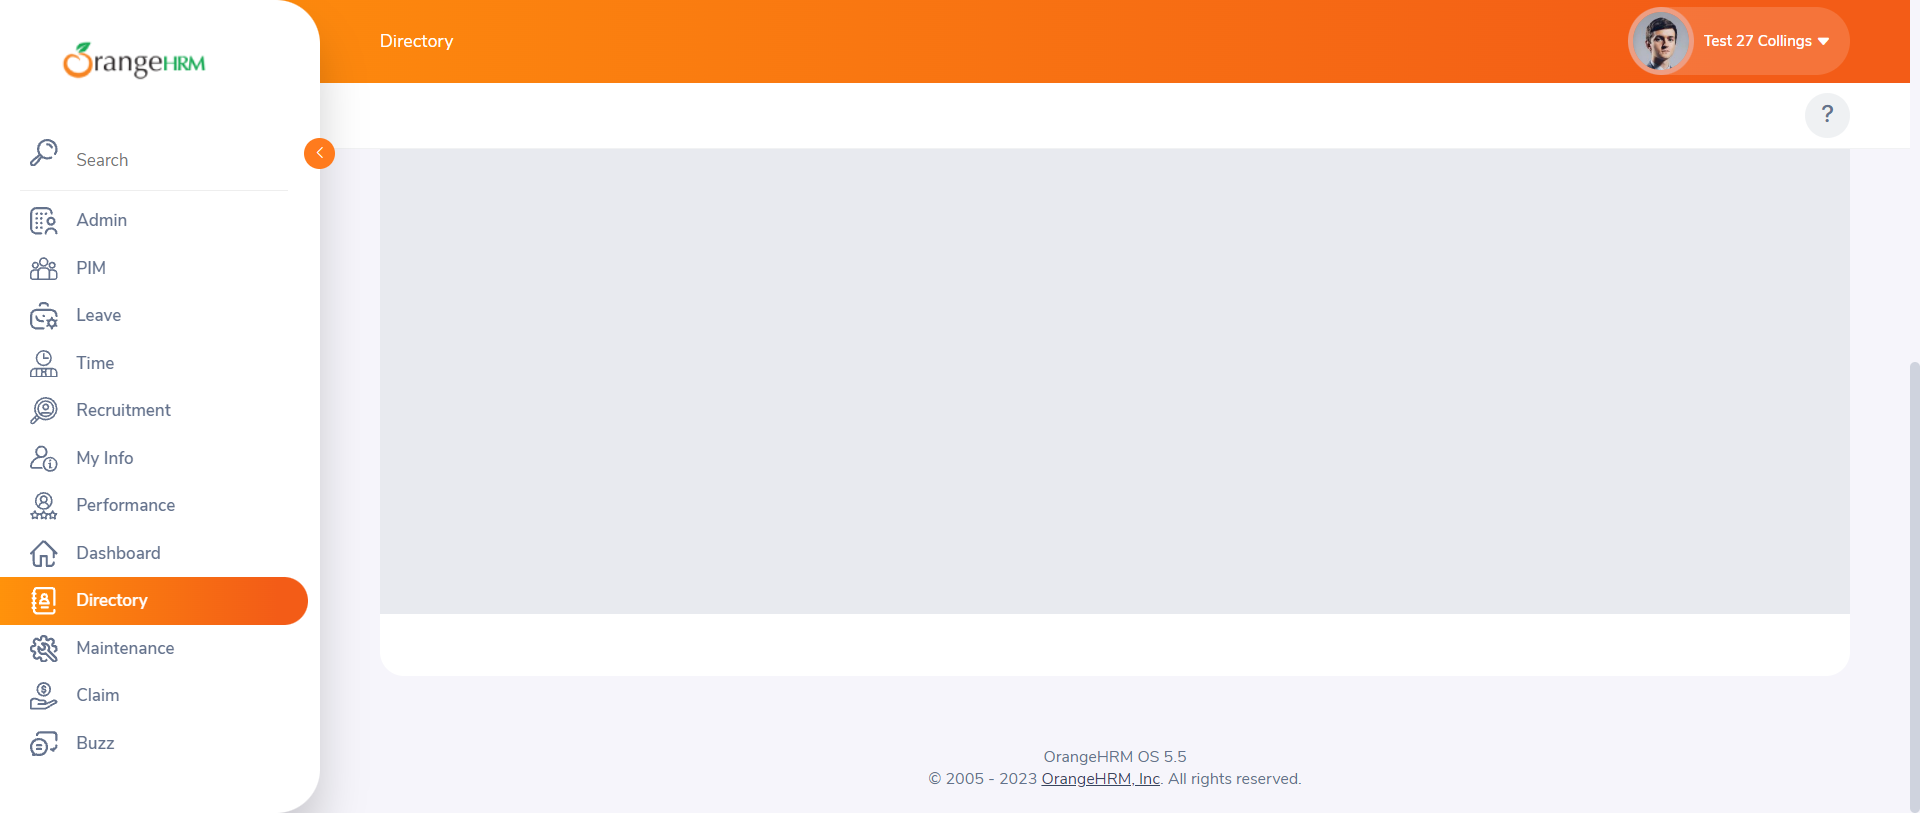 OrangeHRM
Directory
Test 27 Collings
?
Search
Admin
PIM
Leave
Time
Recruitment
My Info
Performance
Dashboard
Directory
Maintenance
Claim
Buzz
OrangeHRM OS 5.5
© 2005 - 2023 OrangeHRM, Inc. All rights reserved.